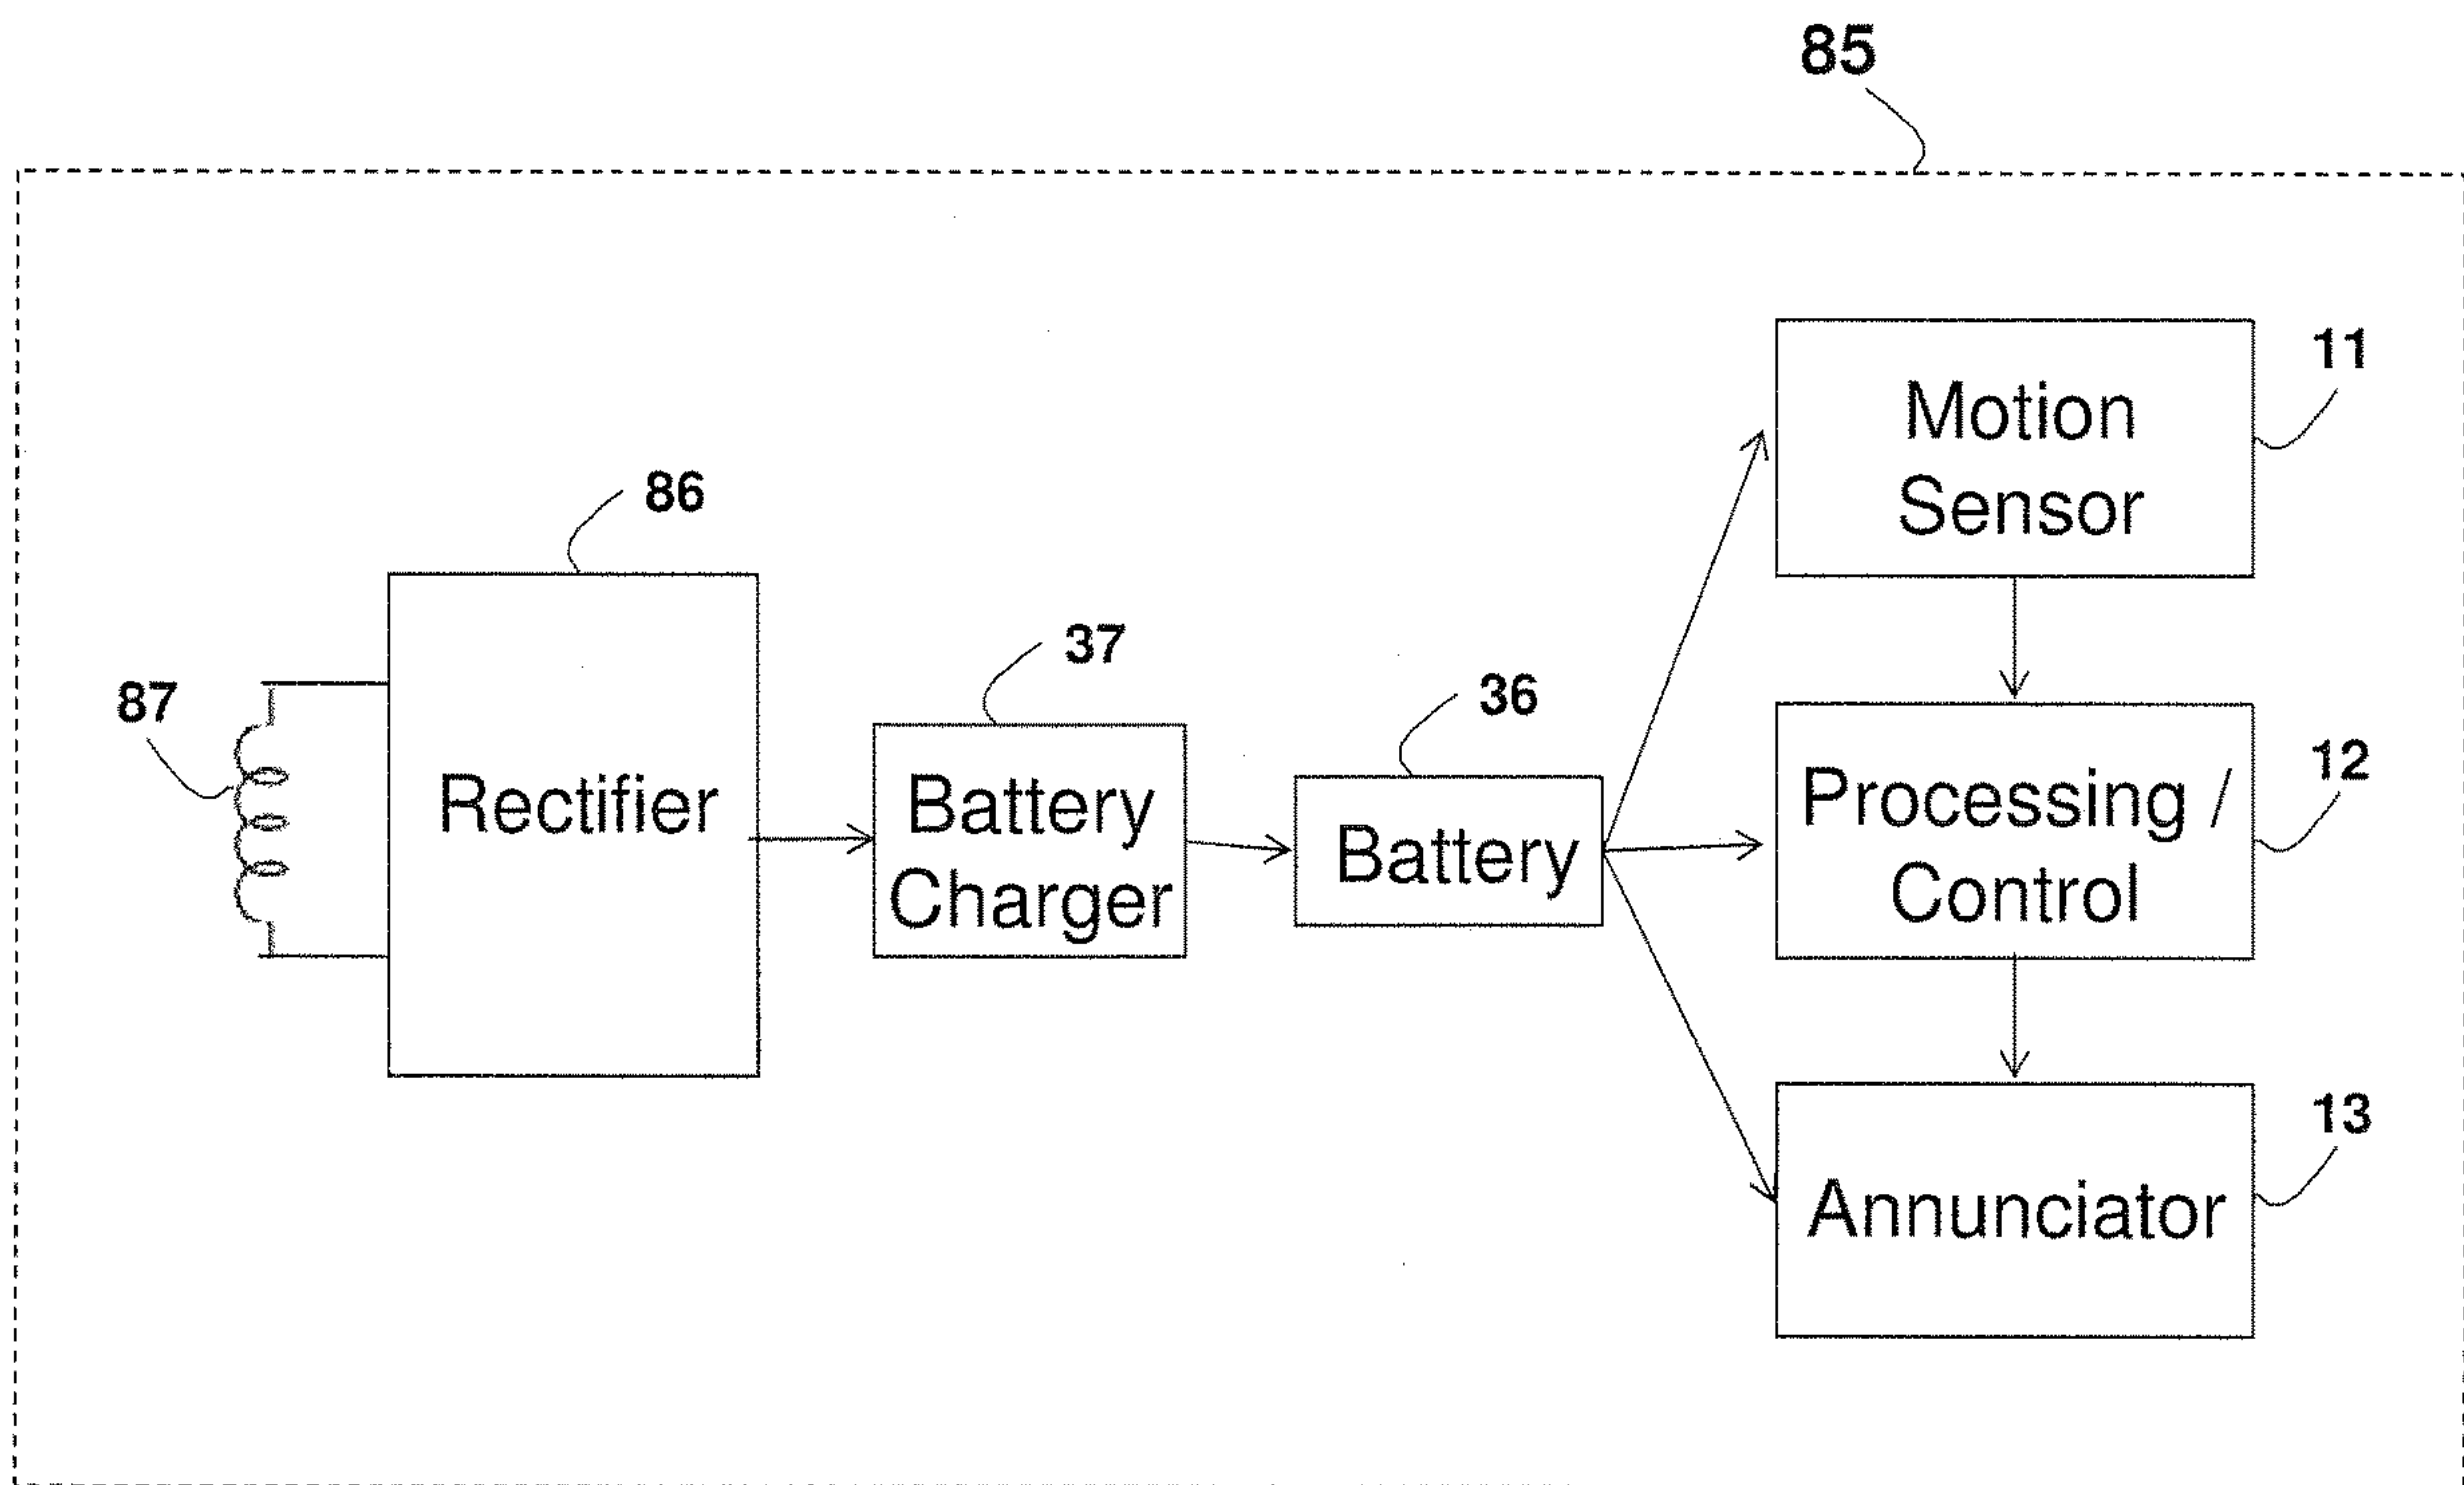 85
11
Motion
Sensor
86
Rectifier
87
37
Battery
Charger
36
Battery
12
Processing /
Control
13
Annunciator